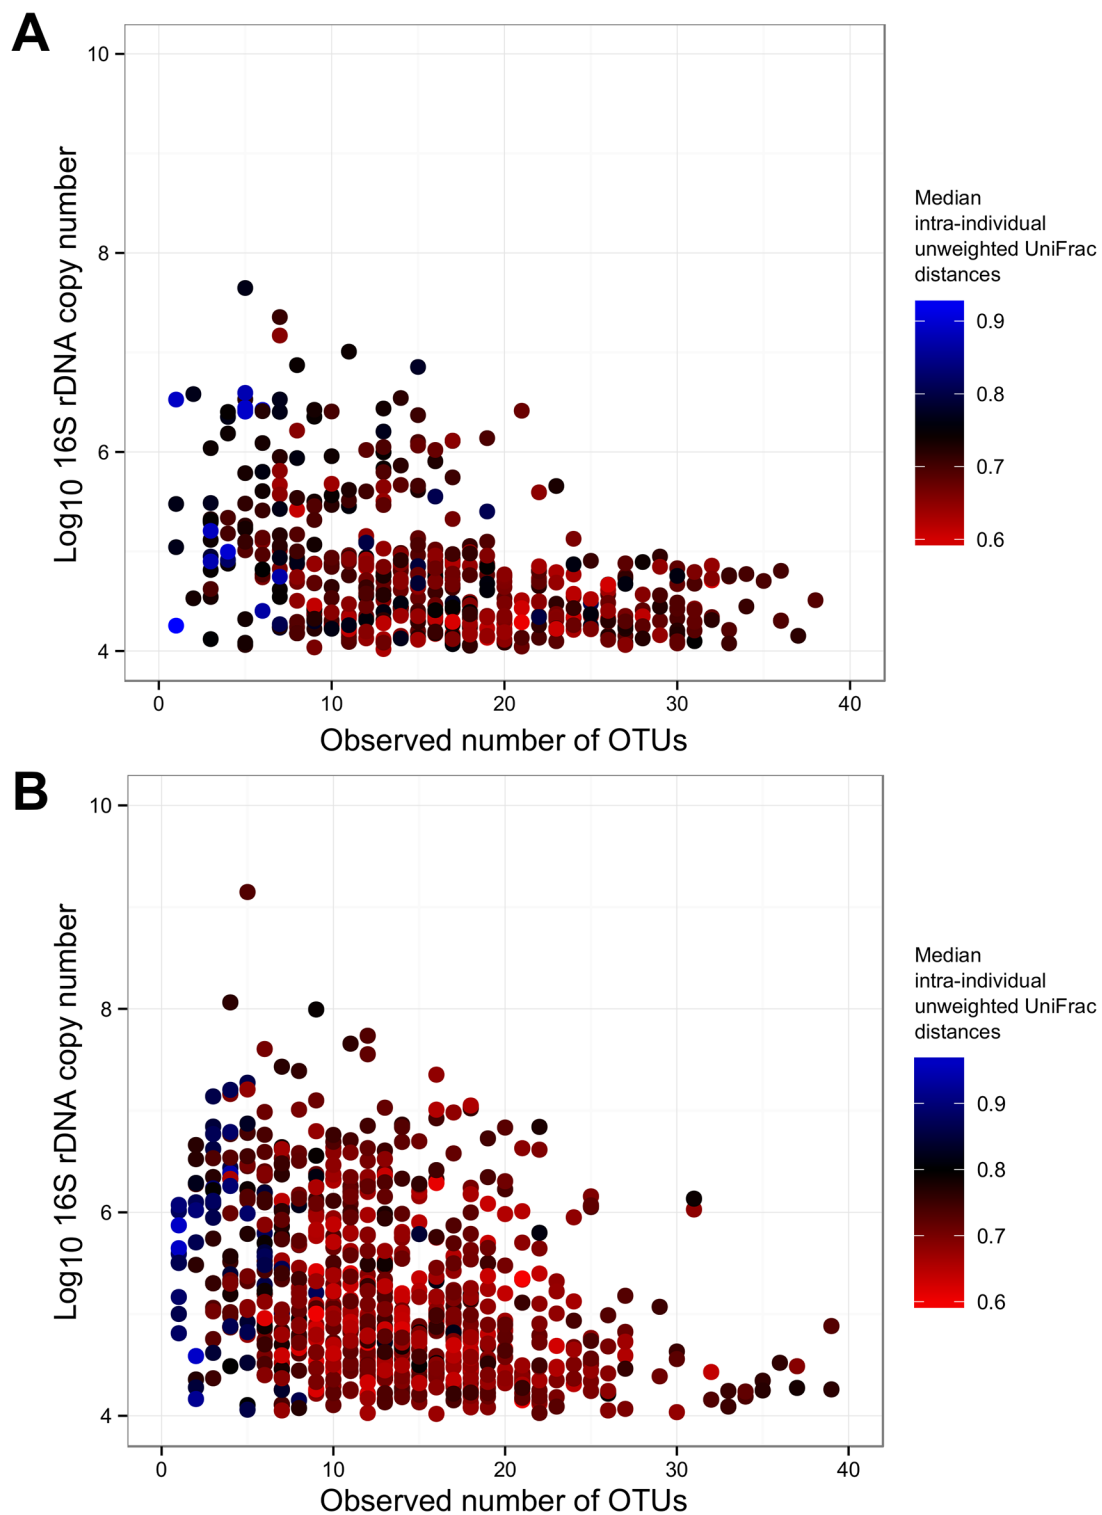 A
10
8
6
4
Log10 16S rDNA copy number
0 10 20 30 40
Observed number of OTUs
Median
intra-individual
unweighted UniFrac
distances
0.9
0.8
0.7
0.6
B
10
8
6
4
Log10 16S rDNA copy number
0 10 20 30 40
Observed number of OTUs
Median
intra-individual
unweighted UniFrac
distances
0.9
0.8
0.7
0.6